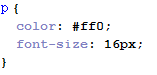 p {
  color: #ff0;
  font-size: 16px;
}